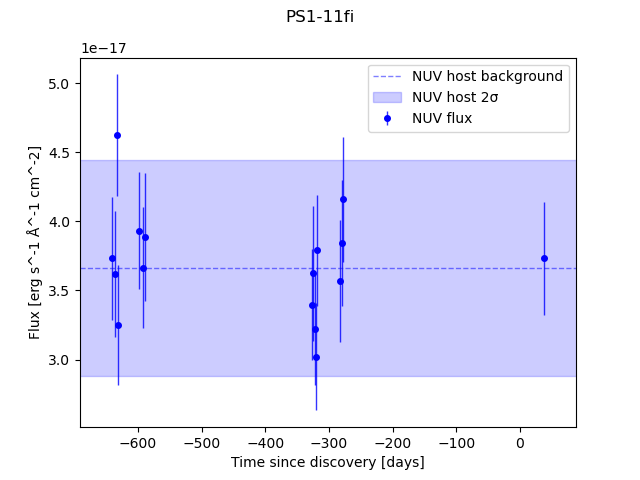 PS1-11fi
1e−17
NUV host background
NUV host 2σ
NUV flux
5.0
4.5
4.0
3.5
3.0
Flux [erg s^-1 Å^-1 cm^-2]
−600 −500 −400 −300 −200 −100 0
Time since discovery [days]